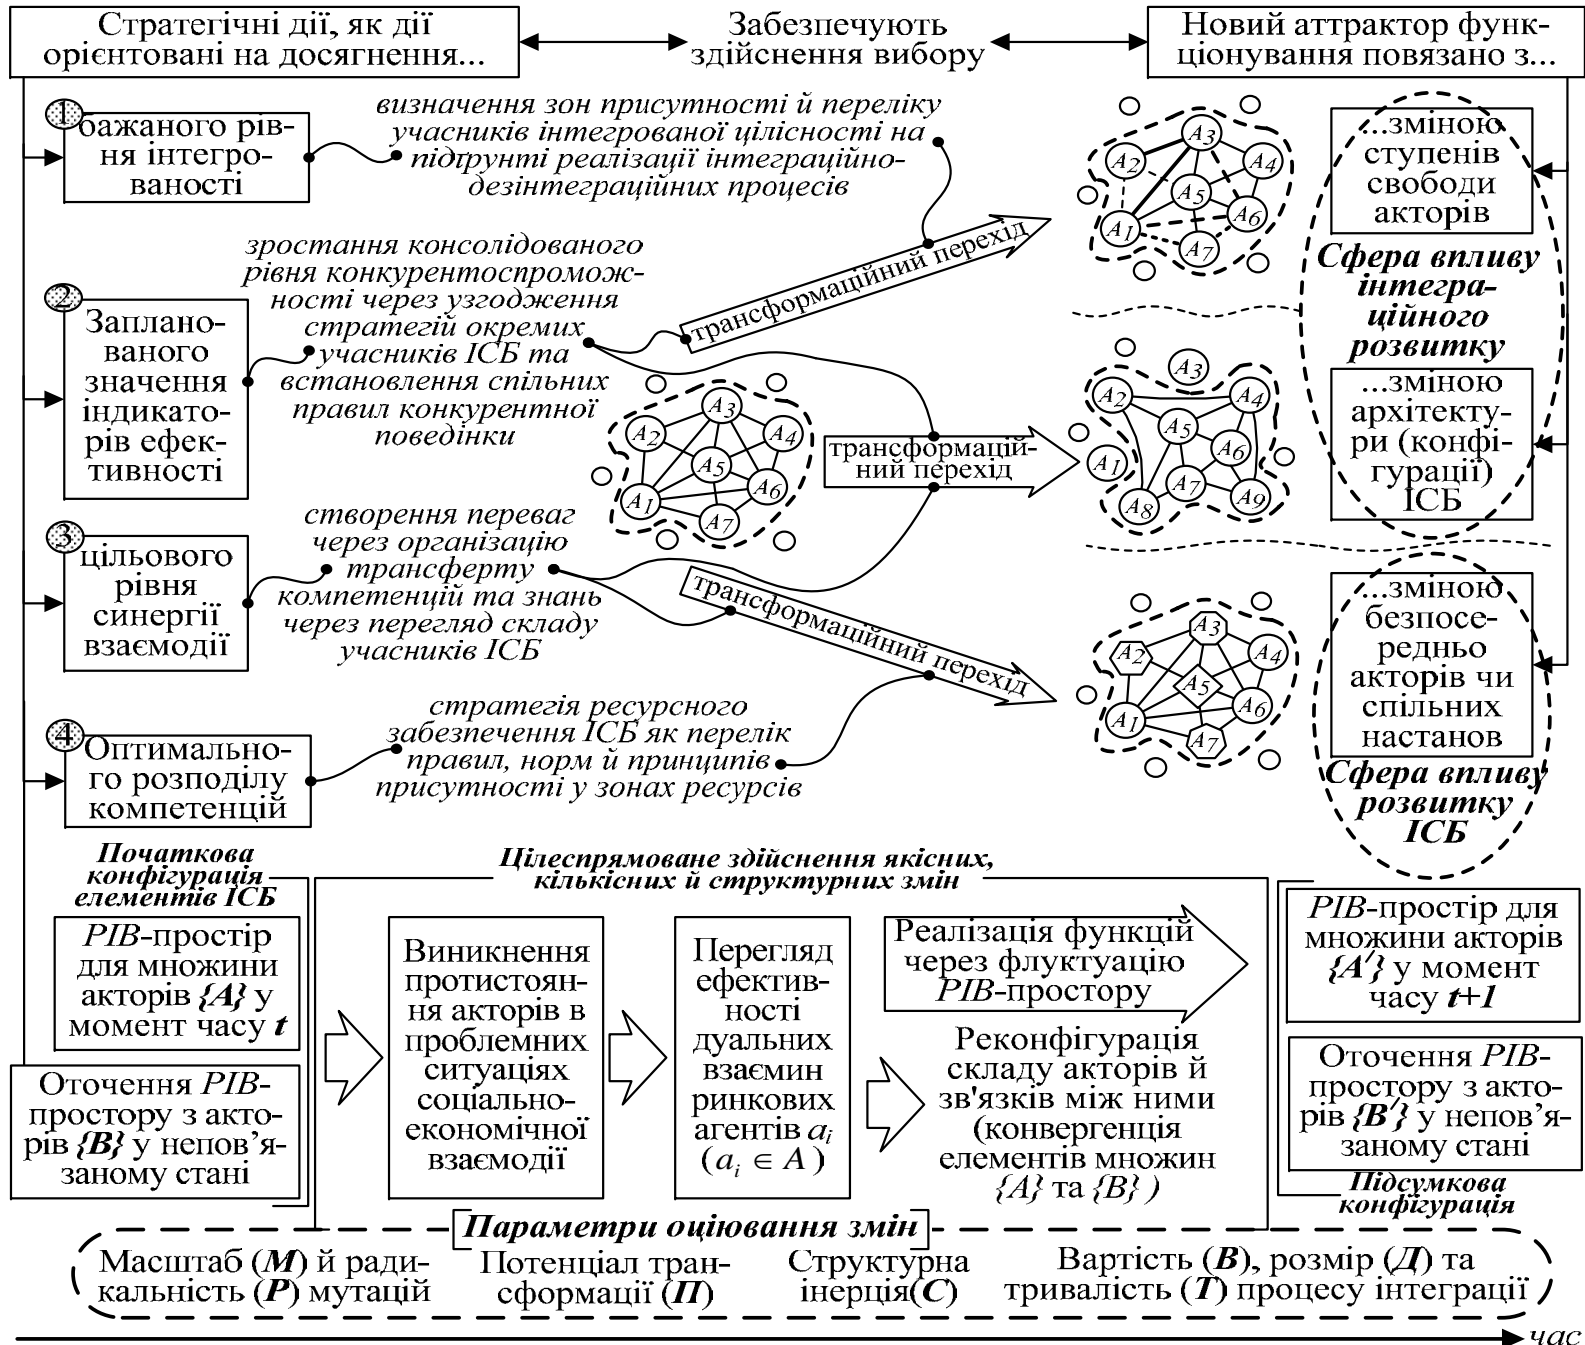 Стратегічні дії, як дії
орієнтовані на досягнення...
Забезпечують
здійснення вибору
Новий аттрактор функ-
ціонування повязано з...
1
бажаного рів-
ня інтегро-
ваності
визначення зон присутності й переліку
учасників інтегрованої цілісності на
підґрунті реалізації інтеграційно-
дезінтеграційних процесів
2
Заплано-
ваного
значення
індикато-
рів ефек-
тивності
зростання консолідованого
рівня конкурентоспромож-
ності через узгодження
стратегій окремих
учасників ІСБ та
встановлення спільних
правил конкурентної
поведінки
3
цільового
рівня
синергії
взаємодії
створення переваг
через організацію
трансферту
компетенцій та знань
через перегляд складу
учасників ІСБ
4
Оптимально-
го розподілу
компетенцій
стратегія ресурсного
забезпечення ІСБ як перелік
правил, норм й принципів
присутності у зонах ресурсів
A3
A2
A4
A5
A6
A1
A7
трансформаційний перехід
трансформацій-
ний перехід
трансформаційний перехід
A3
A2
A4
A5
A6
A1
A7
A3
A2
A4
A5
A6
A1
A7
A8
A9
A3
A2
A4
A5
A6
A1
A7
...зміною
ступенів
свободи
акторів
Сфера впливу
інтегра-
ційного
розвитку
...зміною
архітекту-
ри (конфі-
гурації)
ІСБ
...зміною
безпосе-
редньо
акторів чи
спільних
настанов
Сфера впливу
розвитку
ІСБ
Початкова
конфігурація
елементів ІСБ
PIB-простір
для множини
акторів {A} у
момент часу t
Оточення PIB-
простору з акто-
рів {B} у непов’я-
заному стані
Цілеспрямоване здійснення якісних,
кількісних й структурних змін
Виникнення
протистоян-
ня акторів в
проблемних
ситуаціях
соціально-
економічної
взаємодії
Перегляд
ефектив-
ності
дуальних
взаємин
ринкових
агентів ai
(ai ∈ A)
Реалізація функцій
через флуктуацію
PIB-простору
Реконфігурація
складу акторів й
зв'язків між ними
(конвергенція
елементів множин
{A} та {B} )
PIB-простір для
множини акторів
{A′} у момент
часу t+1
Оточення PIB-
простору з акто-
рів {B′} у непов’я-
заному стані
Підсумкова
конфігурація
Параметри оціювання змін
Масштаб (М) й ради-
кальність (Р) мутацій
Потенціал тран-
сформації (П)
Структурна
інерція(С)
Вартість (В), розмір (Д) та
тривалість (Т) процесу інтеграції
час